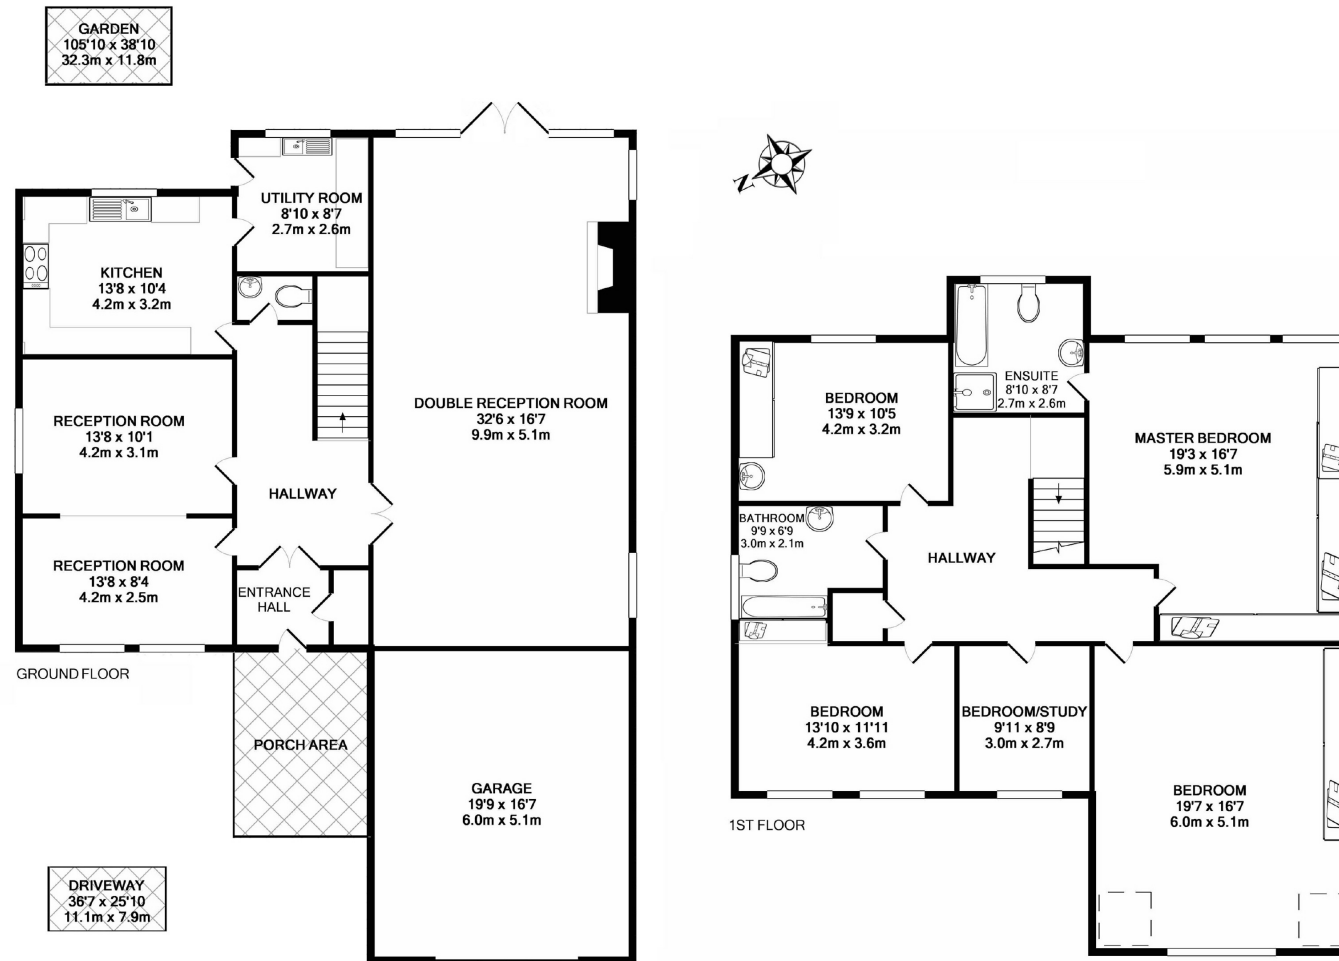 GARDEN
105'10 x 38'10
32.3m x 11.8m
UTILITY ROOM
8'10 x 8'7
2.7m x 2.6m
KITCHEN
13'8 x 10'4
4.2m x 3.2m
DOUBLE RECEPTION ROOM
32'6 x 16'7
9.9m x 5.1m
RECEPTION ROOM
13'8 x 10'1
4.2m x 3.1m
HALLWAY
RECEPTION ROOM
13'8 x 8'4
4.2m x 2.5m
ENTRANCE
HALL
GROUND FLOOR
PORCH AREA
GARAGE
19'9 x 16'7
6.0m x 5.1m
DRIVEWAY
36'7 x 25'10
11.1m x 7.9m
N
ENSUITE
8'10 x 8'7
2.7m x 2.6m
BEDROOM
13'9 x 10'5
4.2m x 3.2m
MASTER BEDROOM
19'3 x 16'7
5.9m x 5.1m
BATHROOM
9'9 x 6'9
3.0m x 2.1m
HALLWAY
BEDROOM
13'10 x 11'11
4.2m x 3.6m
BEDROOM/STUDY
9'11 x 8'9
3.0m x 2.7m
BEDROOM
19'7 x 16'7
6.0m x 5.1m
1ST FLOOR